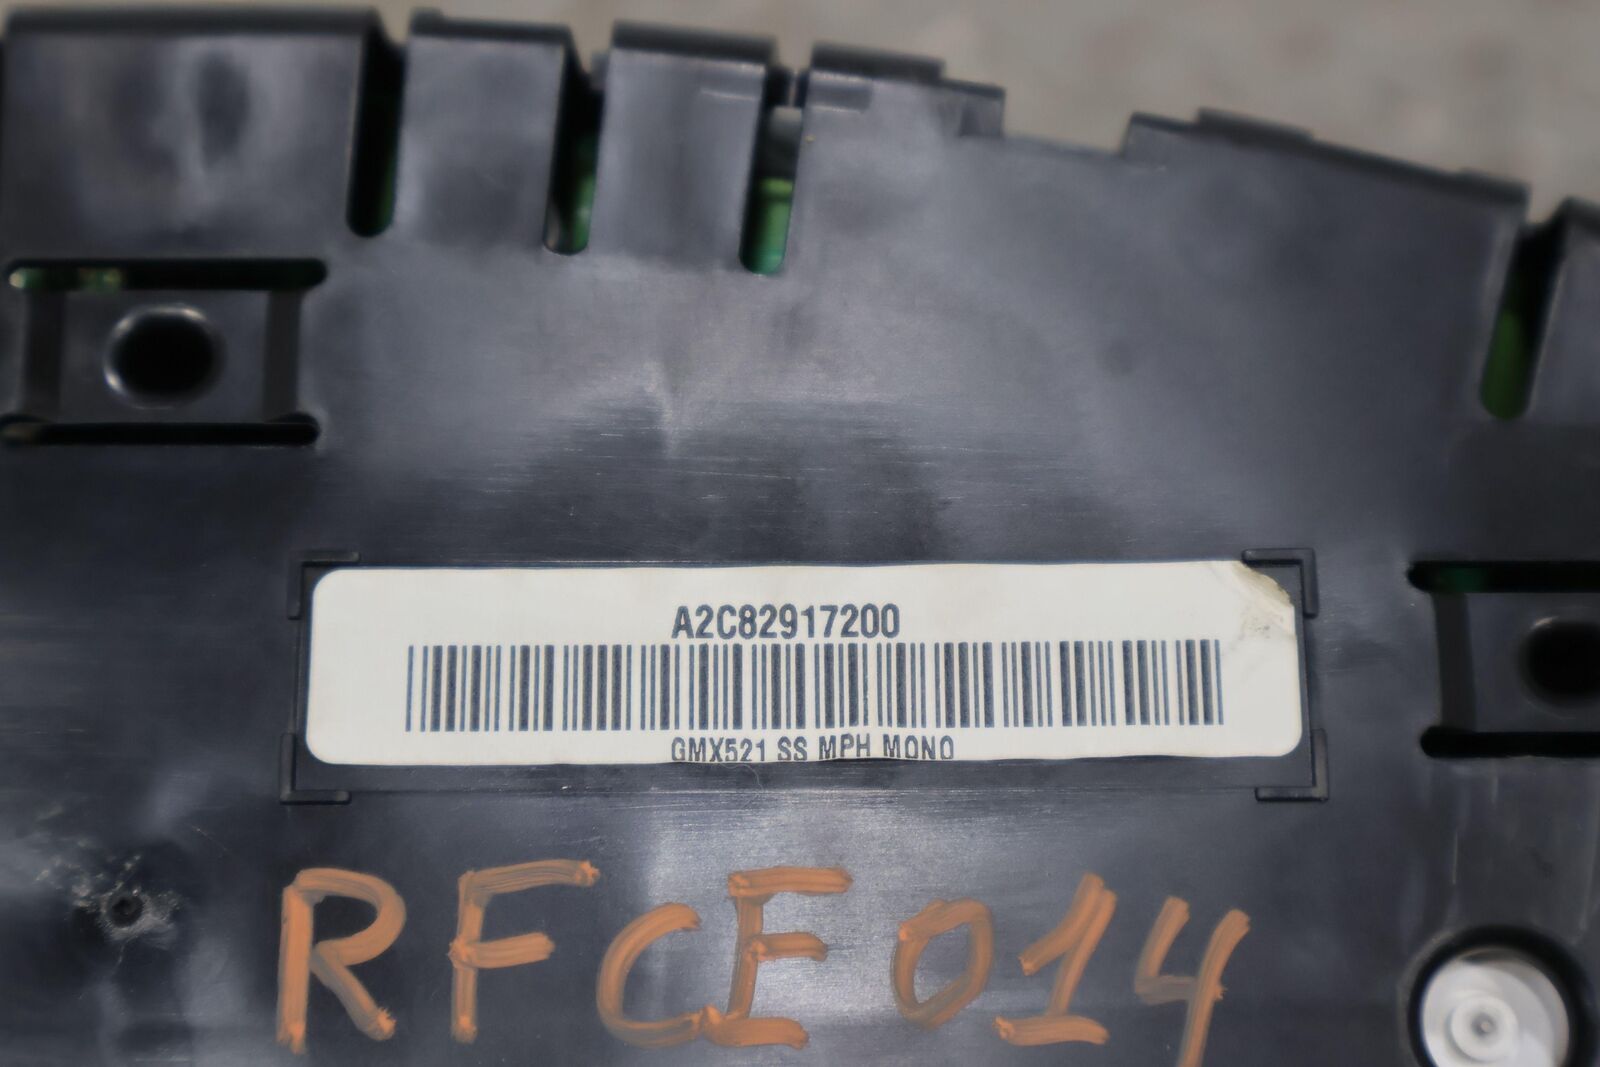 A2C82917200
GMX521 SS MPH MONO
RFCE014